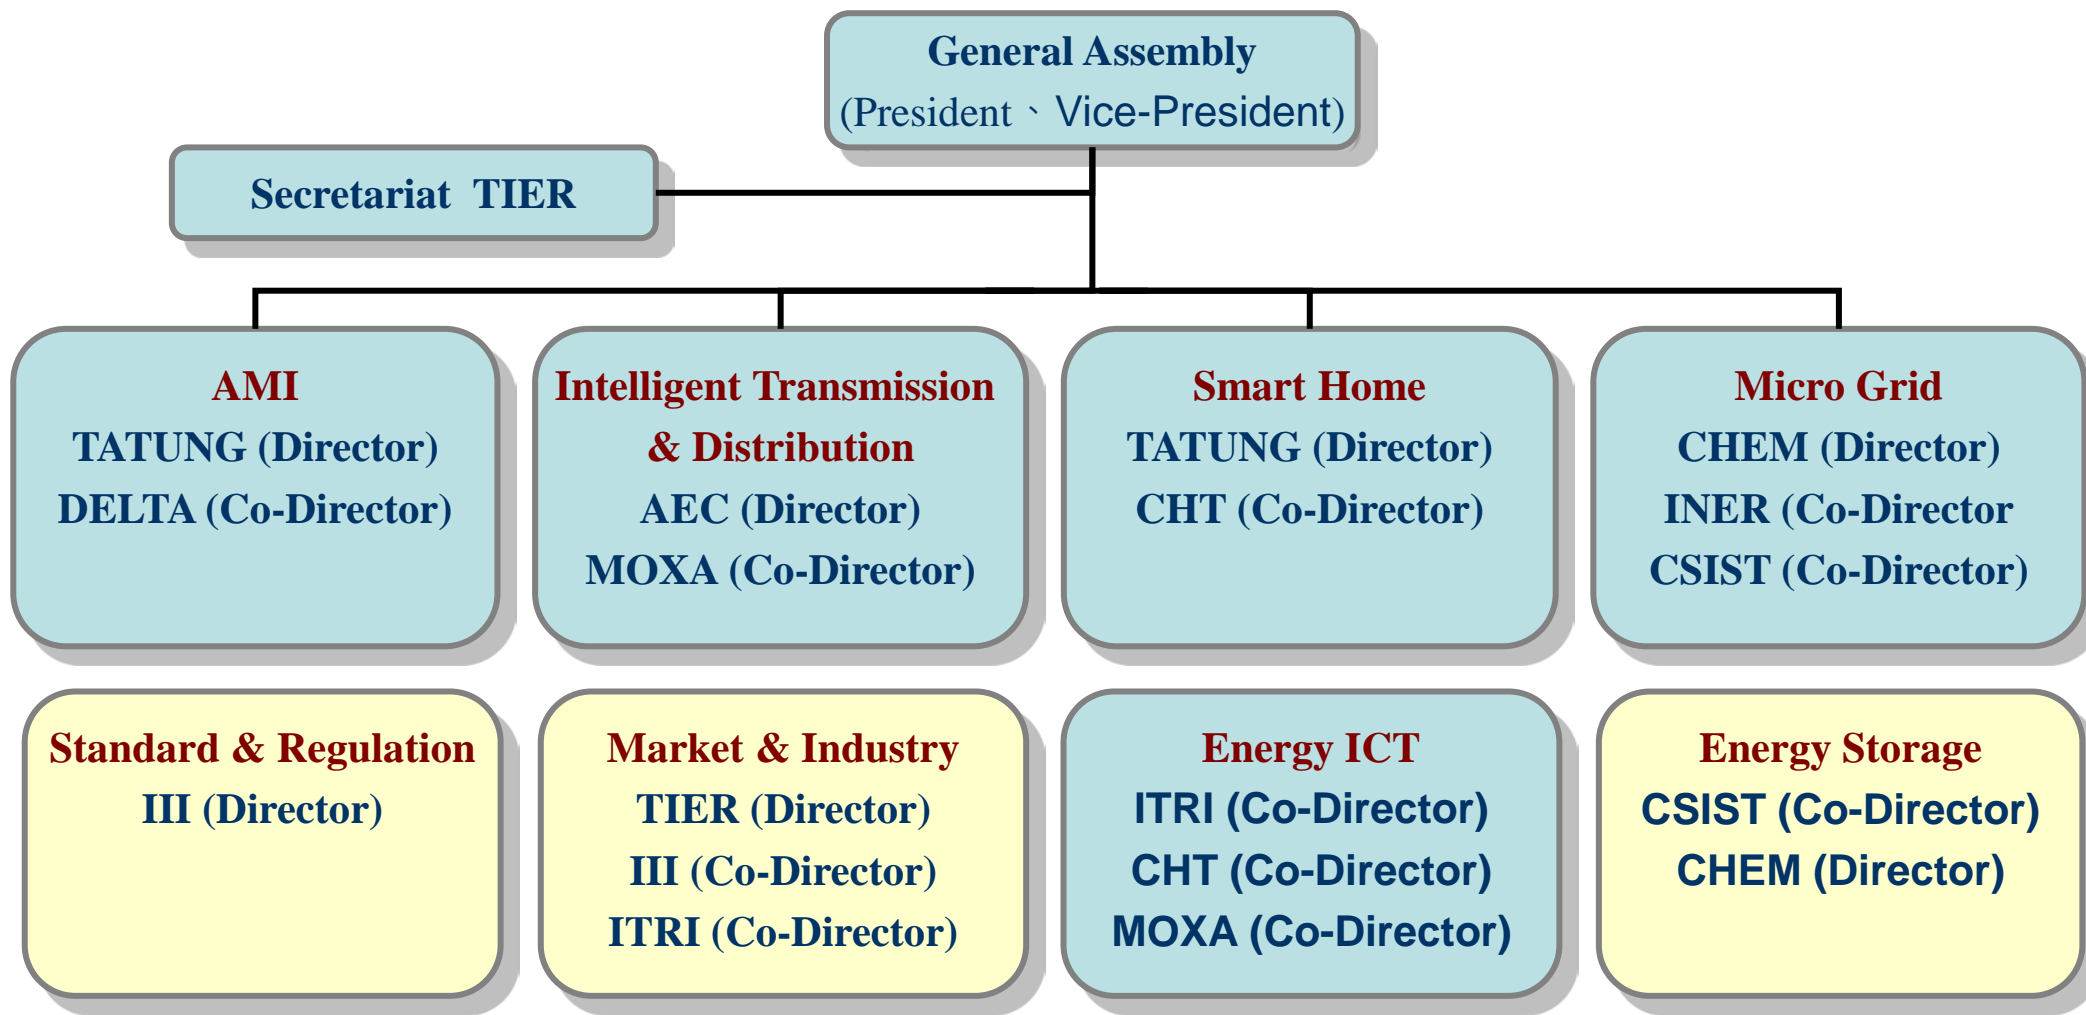 General Assembly
(President、Vice-President)
Secretariat  TIER
AMI
TATUNG (Director)
DELTA (Co-Director)
Intelligent Transmission
& Distribution
AEC (Director)
MOXA (Co-Director)
Smart Home
TATUNG (Director)
CHT (Co-Director)
Micro Grid
CHEM (Director)
INER (Co-Director
CSIST (Co-Director)
Standard & Regulation
III (Director)
Market & Industry
TIER (Director)
III (Co-Director)
ITRI (Co-Director)
Energy ICT
ITRI (Co-Director)
CHT (Co-Director)
MOXA (Co-Director)
Energy Storage
CSIST (Co-Director)
CHEM (Director)